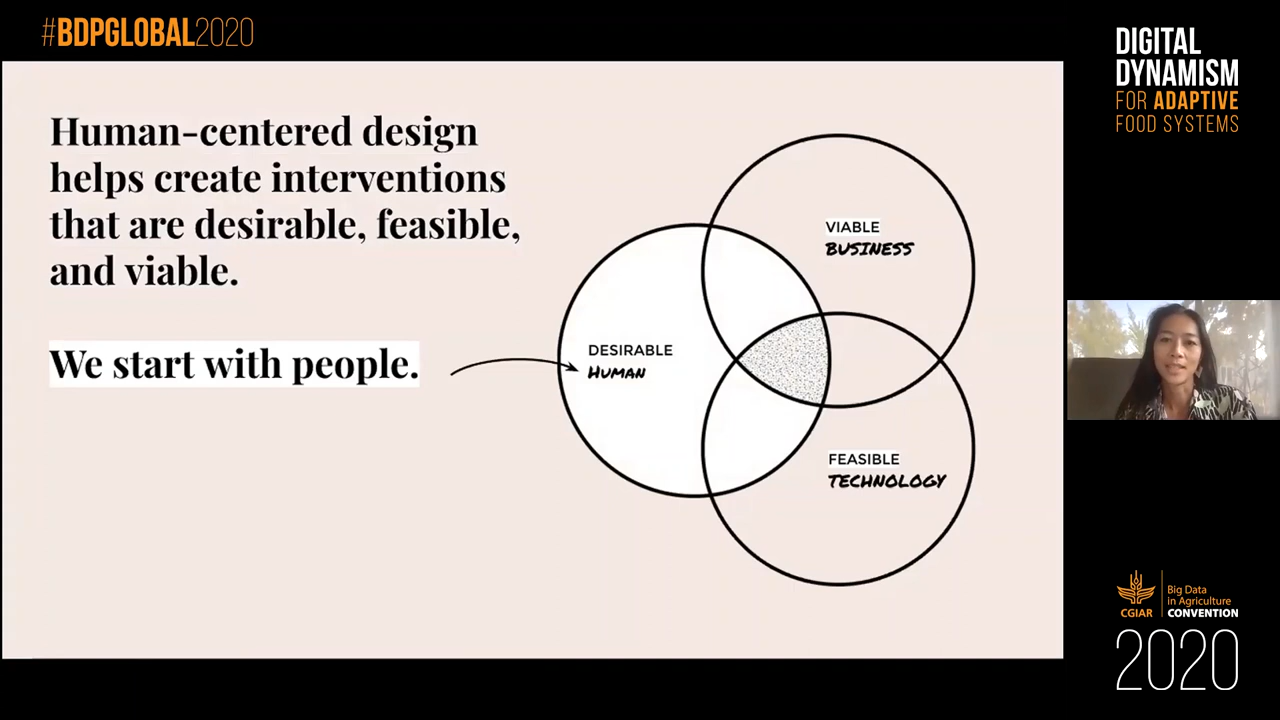 #BDPGLOBAL2020
DIGITAL
DYNAMISM
FOR ADAPTIVE
FOOD SYSTEMS
Human-centered design
helps create interventions
that are desirable, feasible,
and viable.
We start with people.
VIABLE
BUSINESS
DESIRABLE
HUMAN
FEASIBLE
TECHNOLOGY
CGIAR
Big Data
in Agriculture
CONVENTION
2020